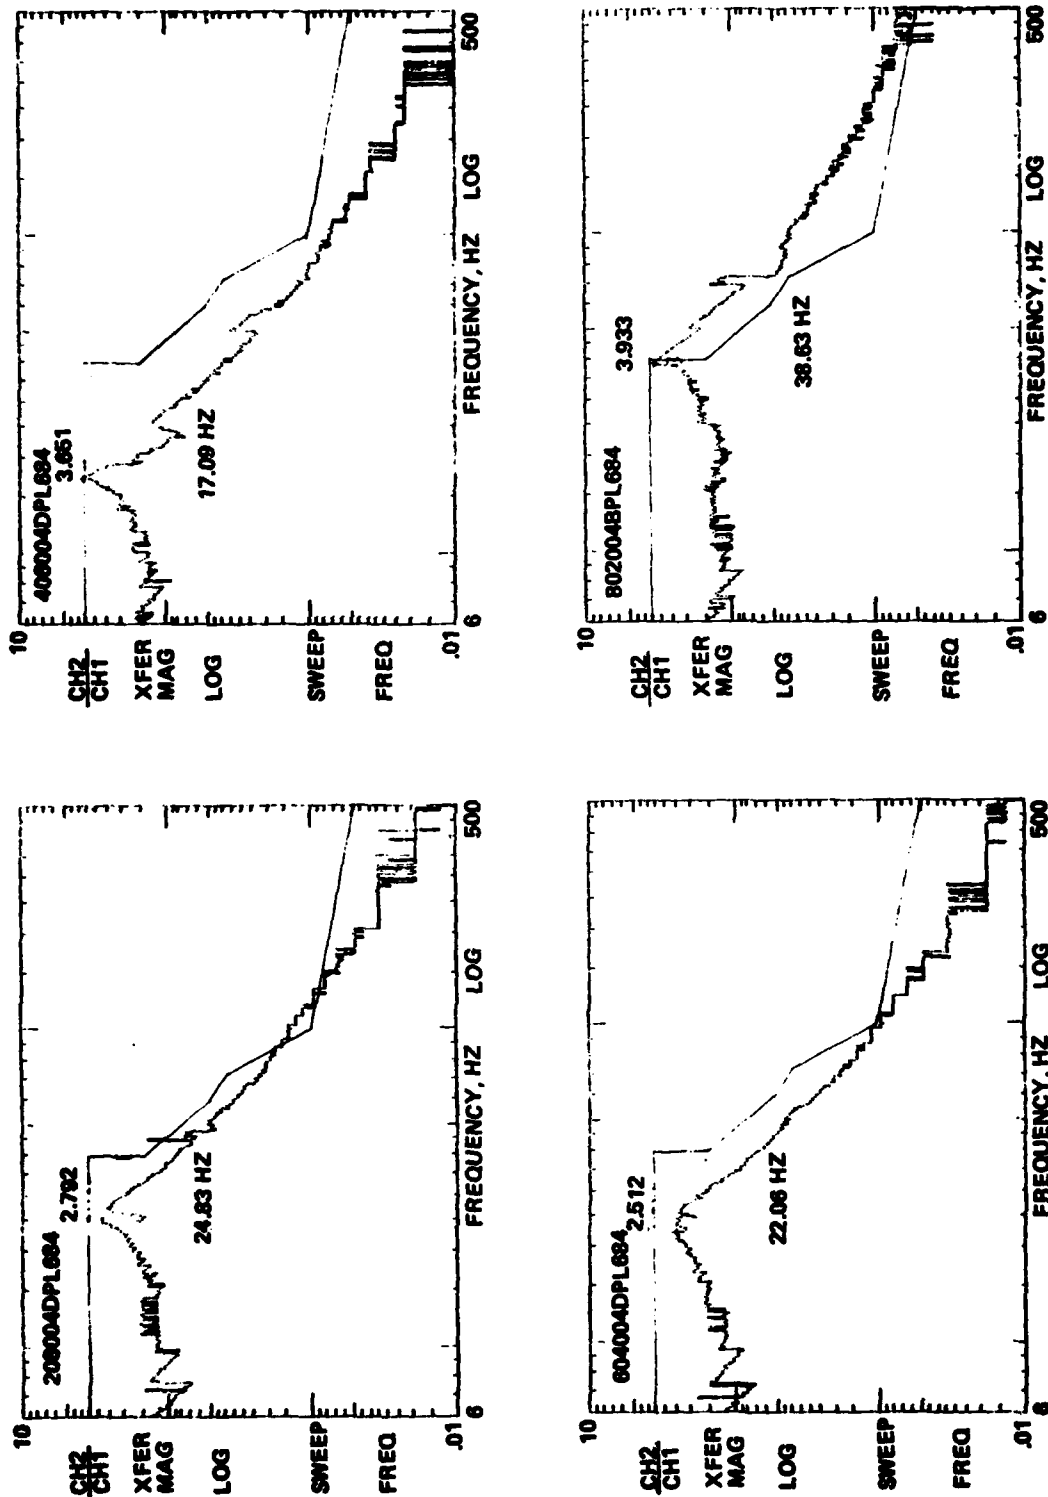 10
208004DPL684
2.792
CH2
CH1
XFER
MAG
24.83 HZ
LOG
SWEEP
FREQ
.01
6
FREQUENCY, HZ
LOG
500
10
406004DPL684
3.651
CH2
CH1
XFER
MAG
17.09 HZ
LOG
SWEEP
FREQ
.01
6
FREQUENCY, HZ
LOG
500
10
604004DPL684
2.512
CH2
CH1
XFER
MAG
22.06 HZ
LOG
SWEEP
FREQ
.01
6
FREQUENCY, HZ
LOG
500
10
802004BPL684
3.933
CH2
CH1
XFER
MAG
38.63 HZ
LOG
SWEEP
FREQ
.01
6
FREQUENCY, HZ
LOG
500